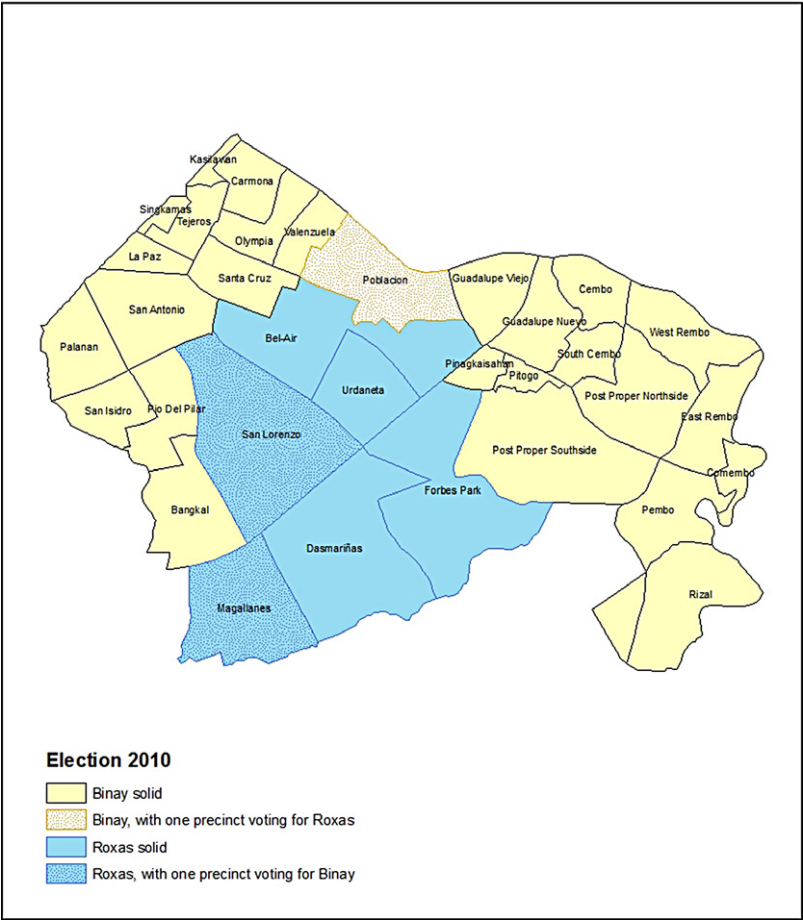 Kasilawan
Carmona
Singkamas
Tejeros
Olympia
Valenzuela
La Paz
Santa Cruz
Poblacion
Guadalupe Viejo
Cembo
San Antonio
Guadalupe Nuevo
West Rembo
Palanan
Bel-Air
South Cembo
Pinagkaisahan
Pitogo
Urdaneta
Post Proper Northside
San Isidro
Pio Del Pilar
East Rembo
San Lorenzo
Post Proper Southside
Comembo
Forbes Park
Bangkal
Pembo
Dasmariñas
Rizal
Magallanes
Election 2010
Binay solid
Binay, with one precinct voting for Roxas
Roxas solid
Roxas, with one precinct voting for Binay